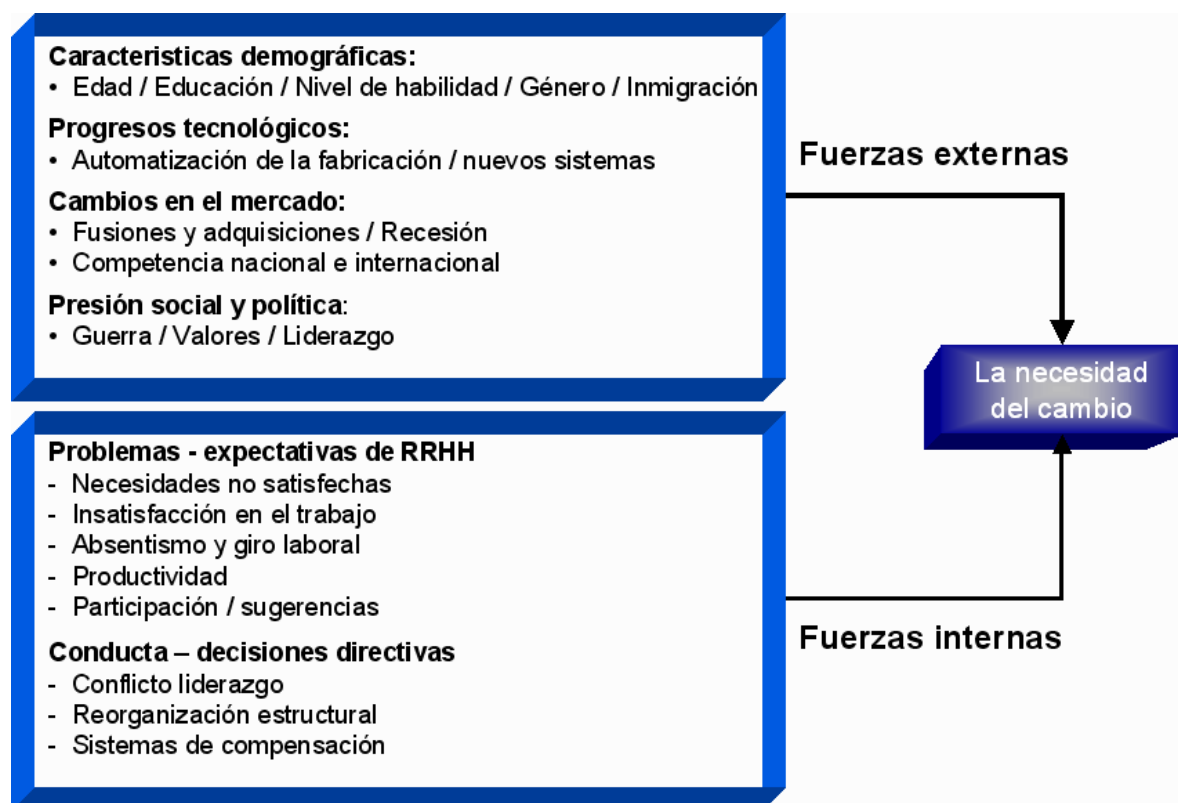 Caracteristicas demográficas:
• Edad / Educación / Nivel de habilidad / Género / Inmigración
Progresos tecnológicos:
• Automatización de la fabricación / nuevos sistemas
Cambios en el mercado:
• Fusiones y adquisiciones / Recesión
• Competencia nacional e internacional
Presión social y política:
• Guerra / Valores / Liderazgo
Fuerzas externas
La necesidad
del cambio
Problemas - expectativas de RRHH
- Necesidades no satisfechas
- Insatisfacción en el trabajo
- Absentismo y giro laboral
- Productividad
- Participación / sugerencias
Conducta – decisiones directivas
- Conflicto liderazgo
- Reorganización estructural
- Sistemas de compensación
Fuerzas internas